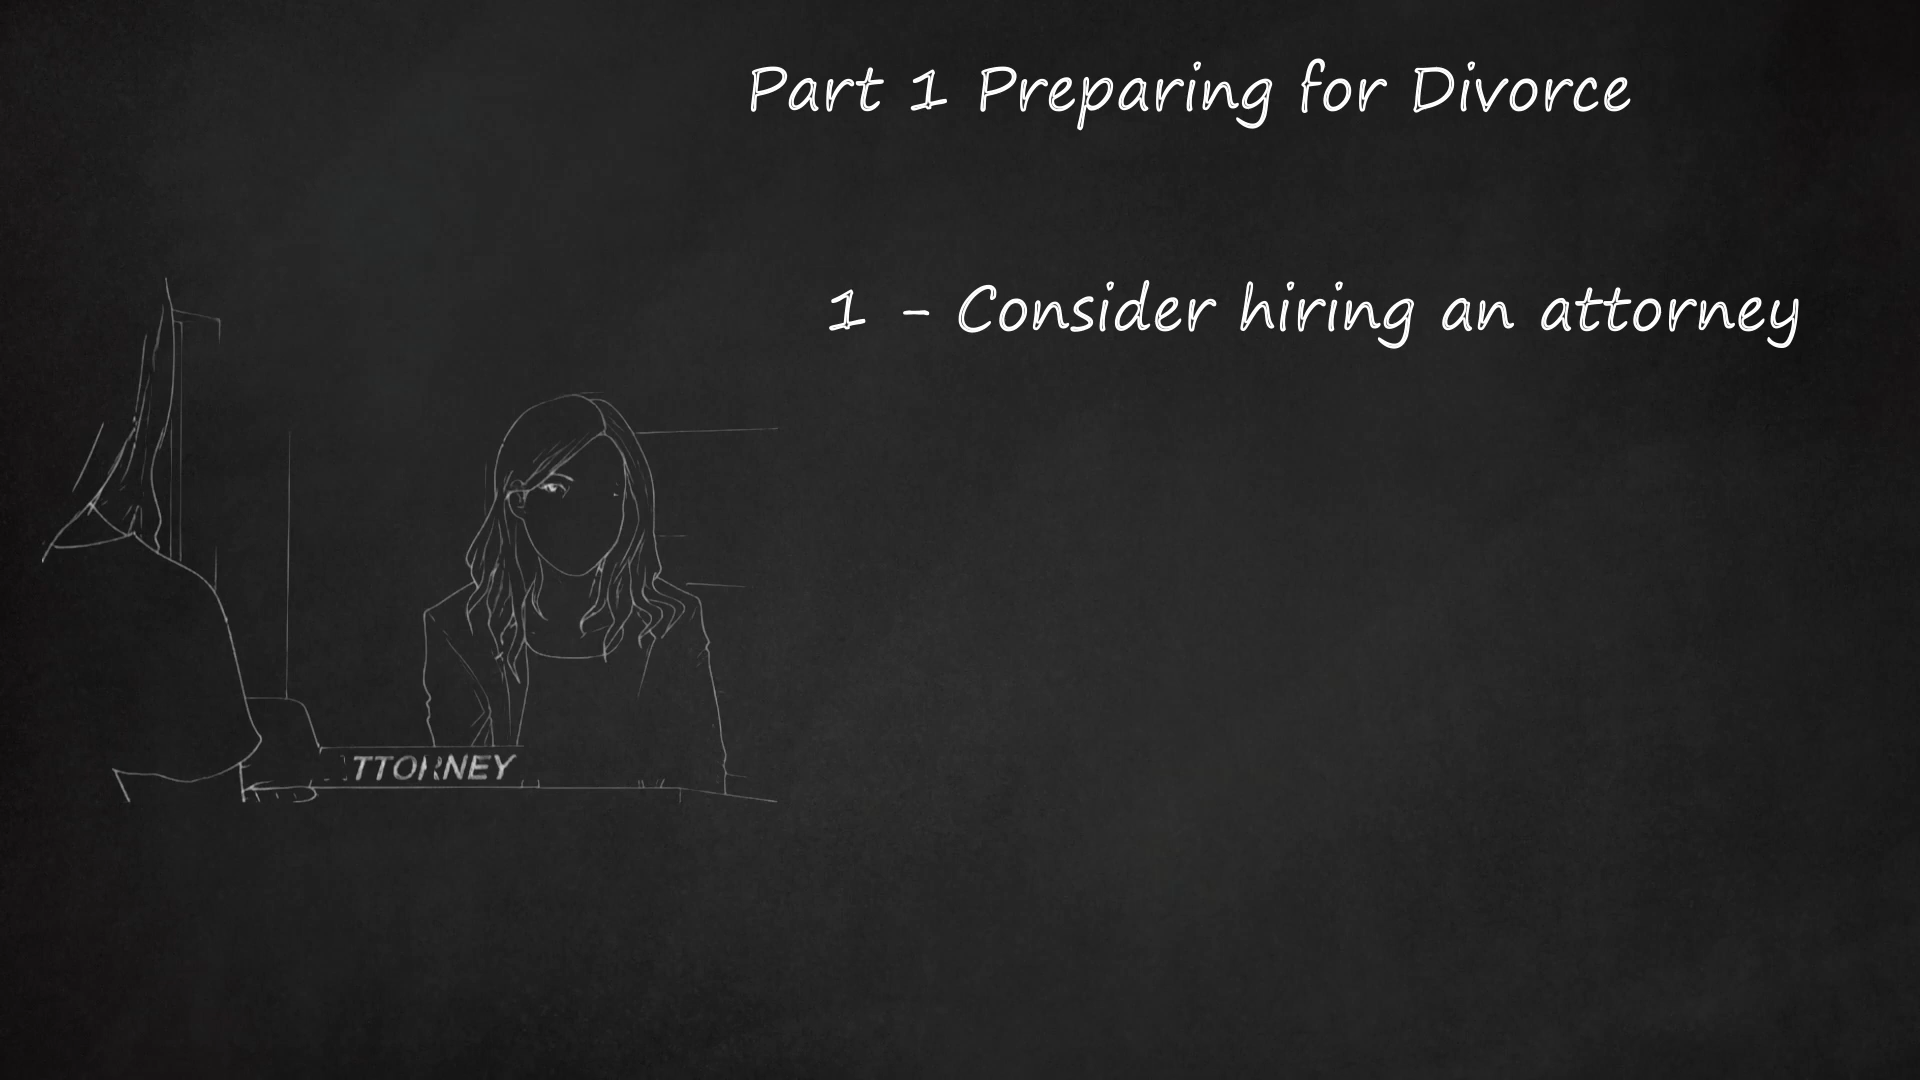 Part 1 Preparing for Divorce
1 - Consider hiring an attorney
TTORNEY